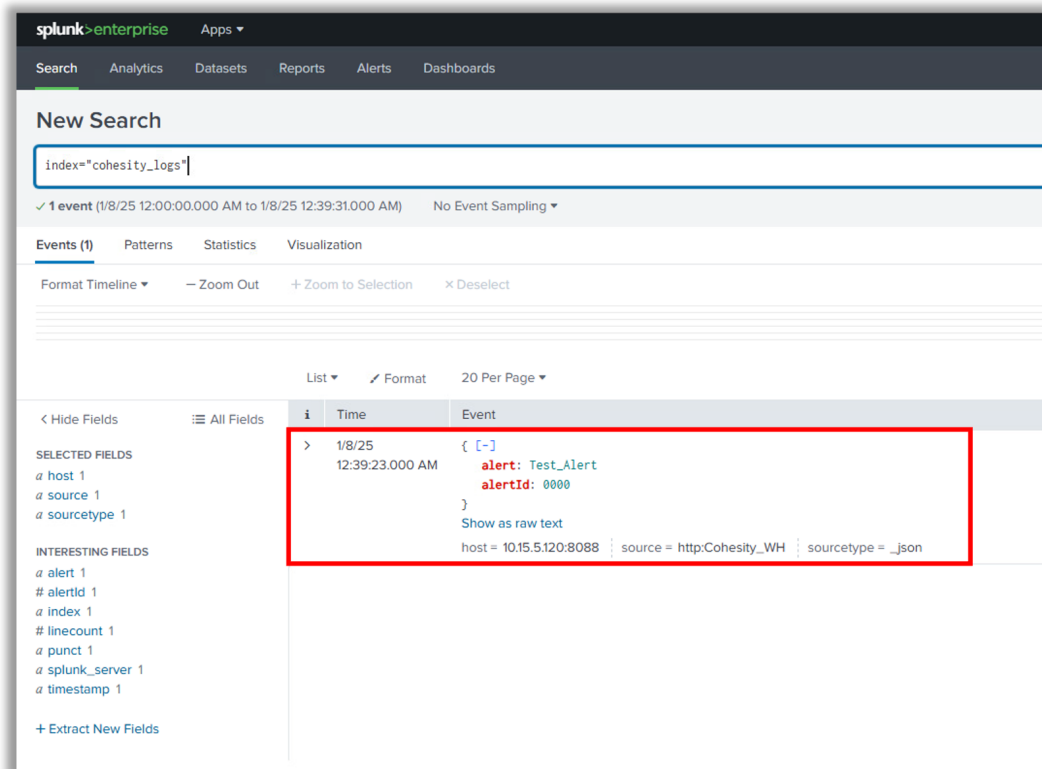 splunk>enterprise Apps ▾
Search Analytics Datasets Reports Alerts Dashboards
New Search
index="cohesity_logs"
✓ 1 event (1/8/25 12:00:00.000 AM to 1/8/25 12:39:31.000 AM) No Event Sampling ▾
Events (1) Patterns Statistics Visualization
Format Timeline ▾ — Zoom Out + Zoom to Selection × Deselect
List ▾ Format 20 Per Page ▾
< Hide Fields All Fields
i Time Event
SELECTED FIELDS
a host 1
a source 1
a sourcetype 1
INTERESTING FIELDS
a alert 1
# alertId 1
a index 1
# linecount 1
a punct 1
a splunk_server 1
a timestamp 1
+ Extract New Fields
> 1/8/25
12:39:23.000 AM
{ [-]
alert: Test_Alert
alertId: 0000
}
Show as raw text
host = 10.15.5.120:8088 source = http:Cohesity_WH sourcetype = _json